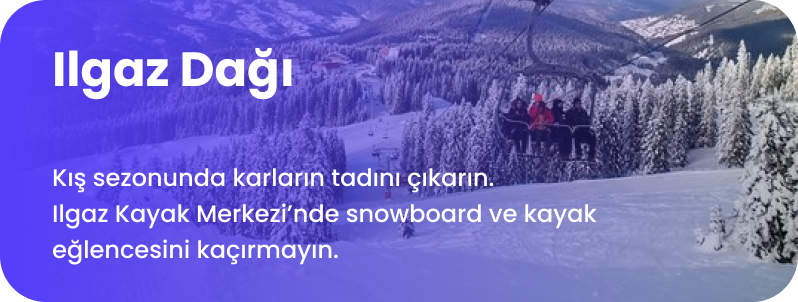 Ilgaz Dağı
Kış sezonunda karların tadını çıkarın.
Ilgaz Kayak Merkezi’nde snowboard ve kayak
eğlencesini kaçırmayın.